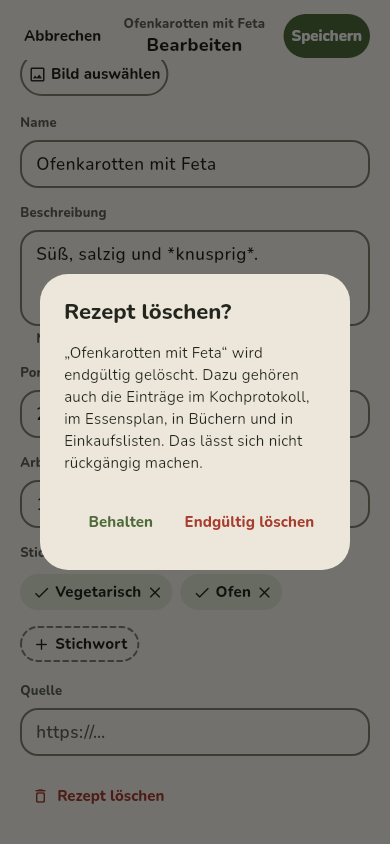 Abbrechen
Ofenkarotten mit Feta
Bearbeiten
Speichern
Bild auswählen
Name
Ofenkarotten mit Feta
Beschreibung
Süß, salzig und *knusprig*.
Rezept löschen?
„Ofenkarotten mit Feta“ wird
endgültig gelöscht. Dazu gehören
auch die Einträge im Kochprotokoll,
im Essensplan, in Büchern und in
Einkaufslisten. Das lässt sich nicht
rückgängig machen.
Behalten
Endgültig löschen
Vegetarisch
Ofen
Stichwort
Quelle
https://...
Rezept löschen